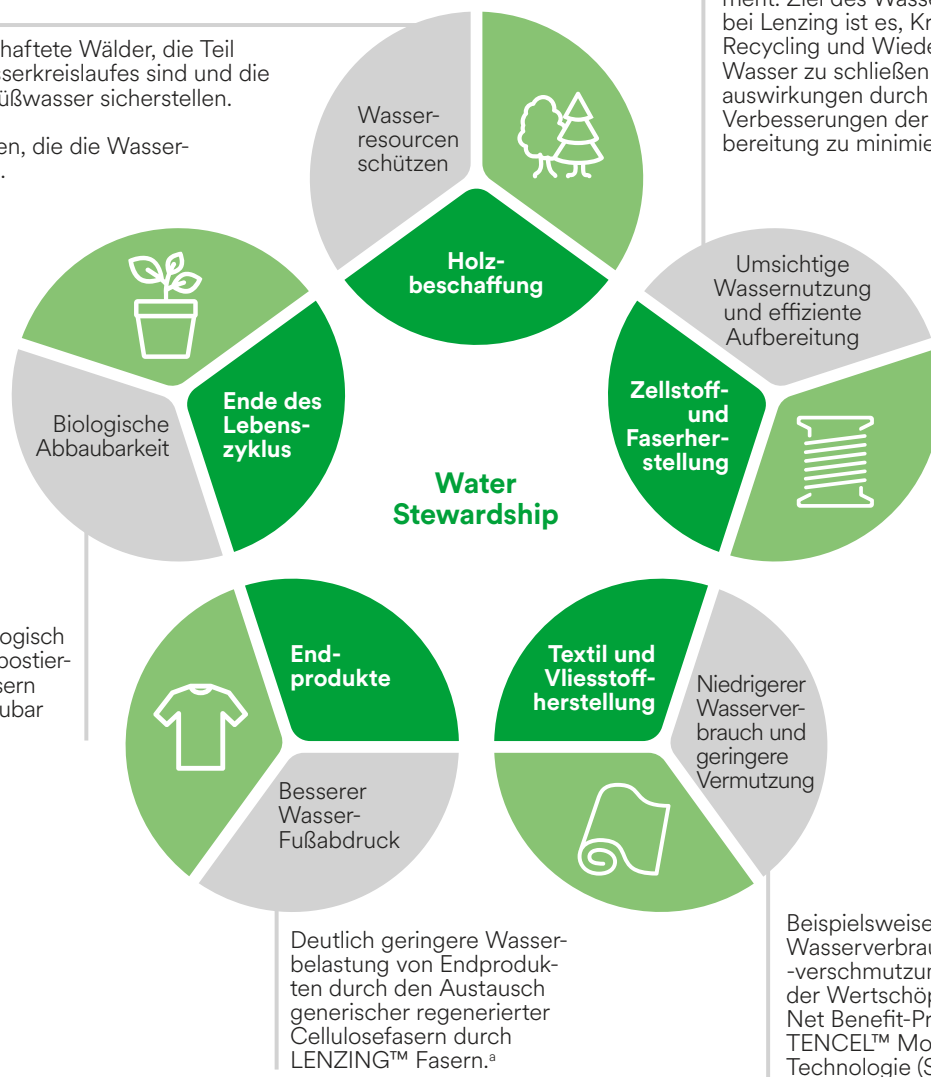 haftete Wälder, die Teil
sserkreislaufes sind und die
üßwasser sicherstellen.
en, die die Wasser-
.
bei Lenzing ist es, Kr
Recycling und Wiede
Wasser zu schließen
auswirkungen durch
Verbesserungen der
bereitung zu minimie
Wasser-
resourcen
schützen
Holz-
beschaffung
Umsichtige
Wassernutzung
und effiziente
Aufbereitung
Zellstoff-
und
Faserher-
stellung
Biologische
Abbaubarkeit
Ende des
Lebens-
zyklus
Water
Stewardship
ogisch
postier-
sern
ubar
End-
produkte
Besserer
Wasser-
Fußabdruck
Textil und
Vliesstoff-
herstellung
Niedrigerer
Wasserver-
brauch und
geringere
Vermutzung
Deutlich geringere Wasser-
belastung von Endproduk-
ten durch den Austausch
generischer regenerierter
Cellulosefasern durch
LENZING™ Fasern.ª
Beispielsweise
Wasserverbrau
-verschmutzun
der Wertschöp
Net Benefit-Pr
TENCEL™ Mo
Technologie (S